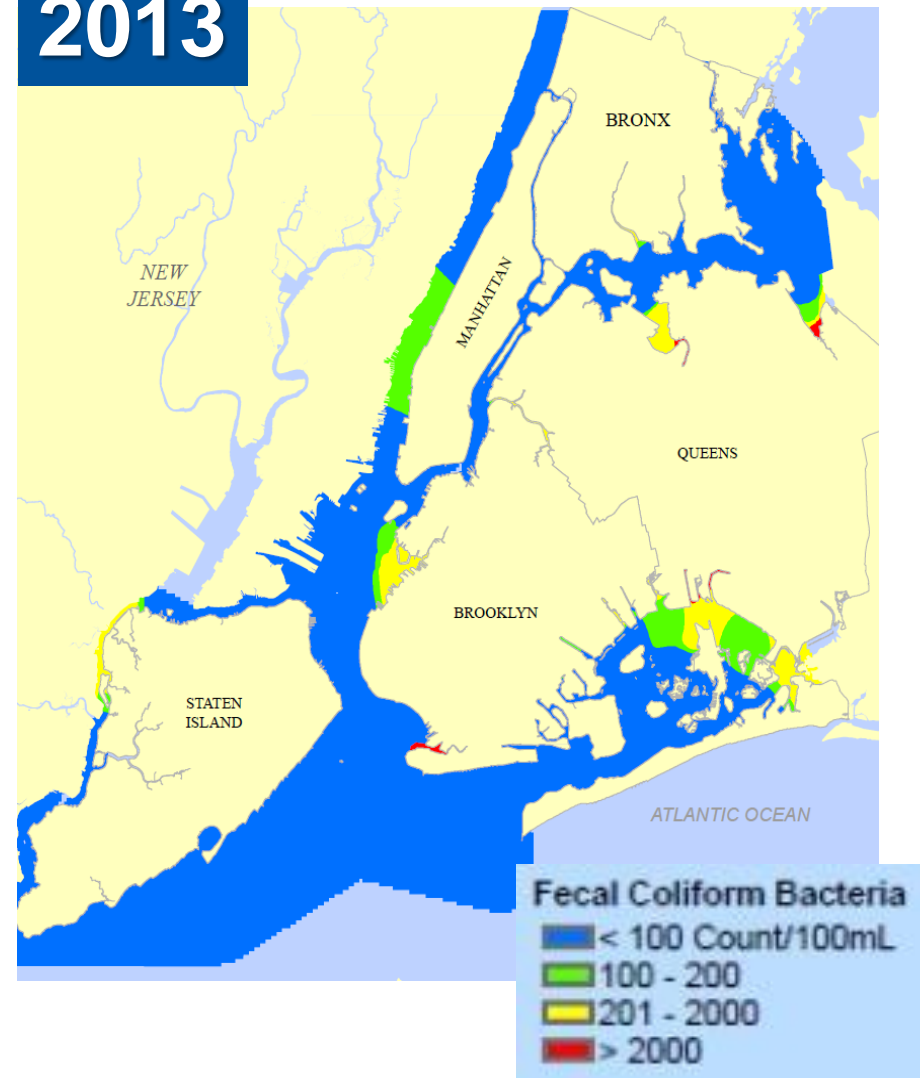 2013
BRONX
NEW
JERSEY
MANHATTAN
QUEENS
BROOKLYN
STATEN
ISLAND
ATLANTIC OCEAN
Fecal Coliform Bacteria
< 100 Count/100mL
100 - 200
201 - 2000
> 2000